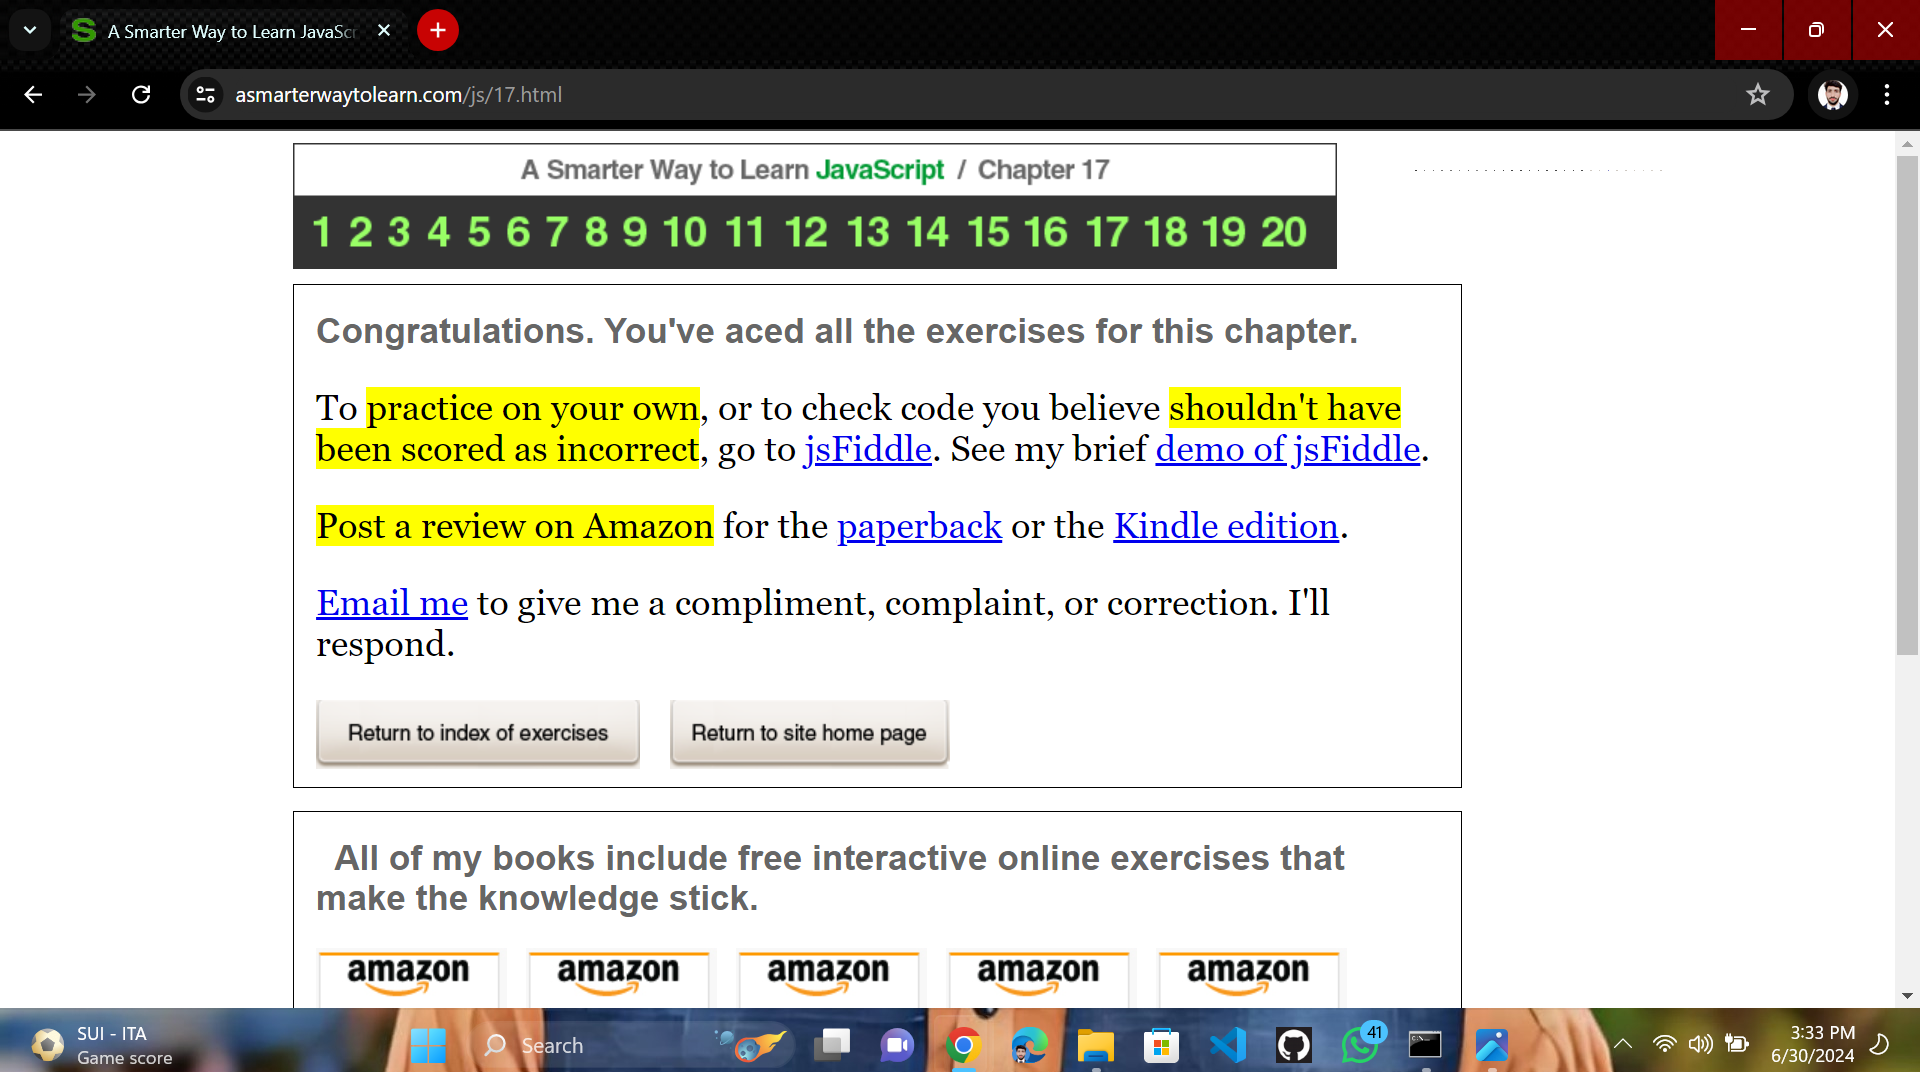 A Smarter Way to Learn JavaScr
asmarterwaytolearn.com/js/17.html
A Smarter Way to Learn JavaScript / Chapter 17
1 2 3 4 5 6 7 8 9 10 11 12 13 14 15 16 17 18 19 20
Congratulations. You've aced all the exercises for this chapter.
To practice on your own, or to check code you believe shouldn't have
been scored as incorrect, go to jsFiddle. See my brief demo of jsFiddle.
Post a review on Amazon for the paperback or the Kindle edition.
Email me to give me a compliment, complaint, or correction. I'll
respond.
Return to index of exercises Return to site home page
All of my books include free interactive online exercises that
make the knowledge stick.
amazon amazon amazon amazon amazon
SUI - ITA
Game score
Search
41
3:33 PM
6/30/2024